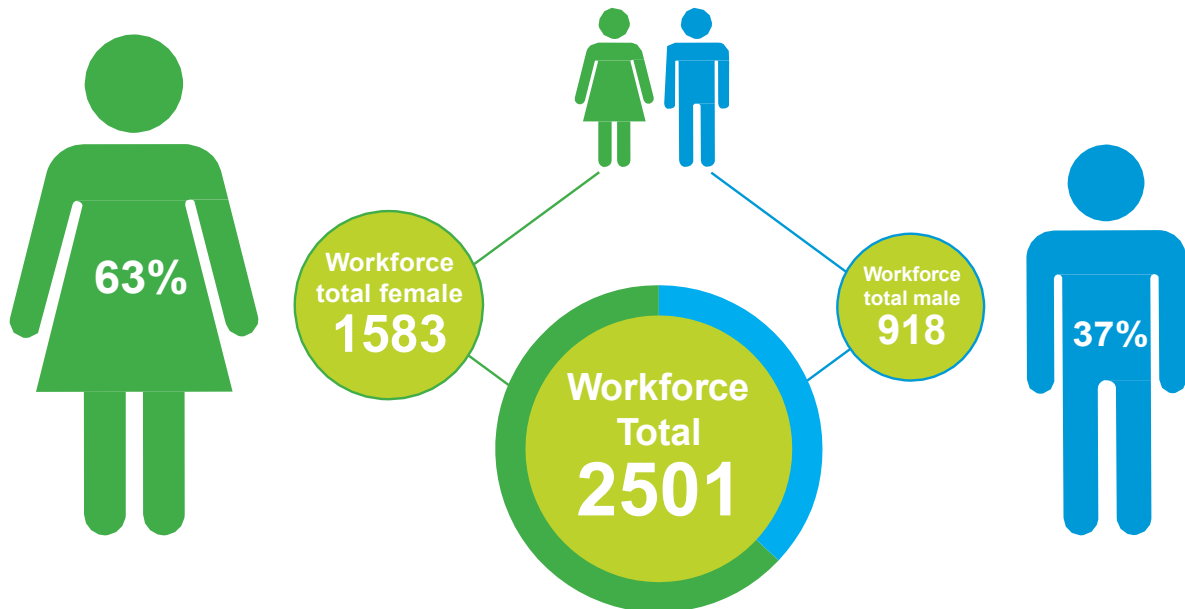 63%
Workforce
total female
1583
Workforce
total male
918
37%
Workforce
Total
2501